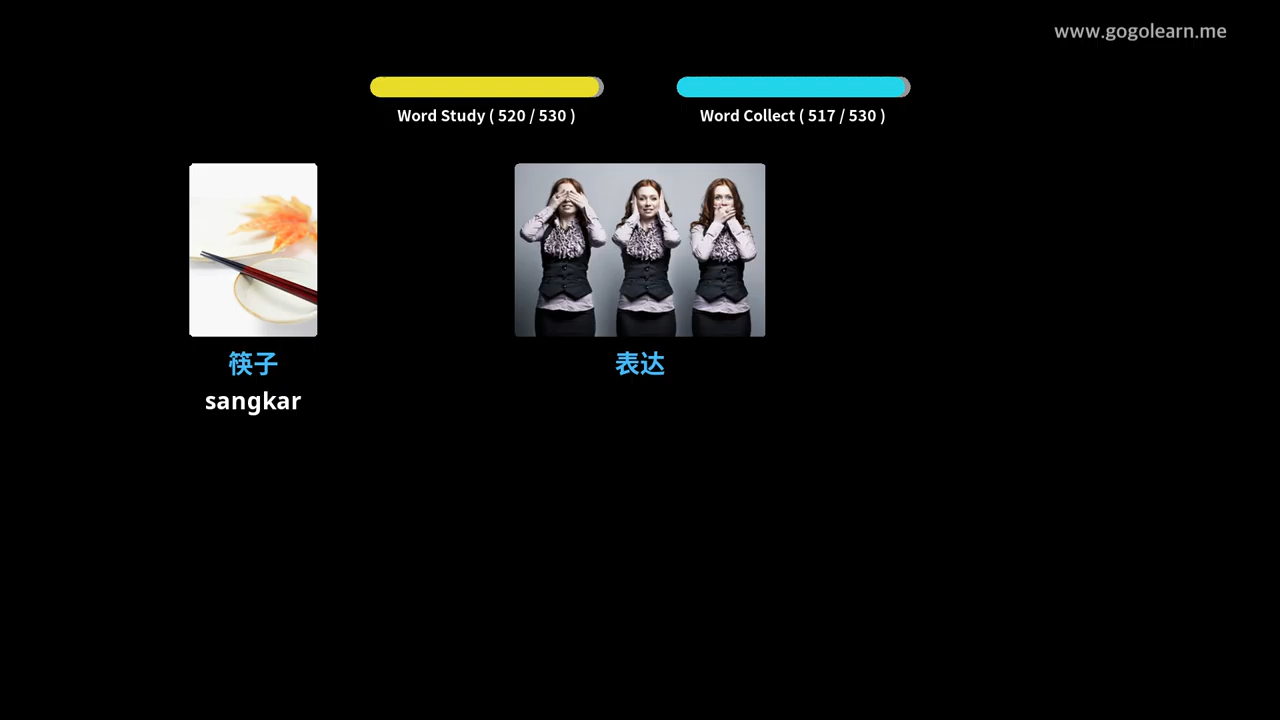 www.gogolearn.me
Word Study ( 520 / 530 )
Word Collect ( 517 / 530 )
筷子
sangkar
表达